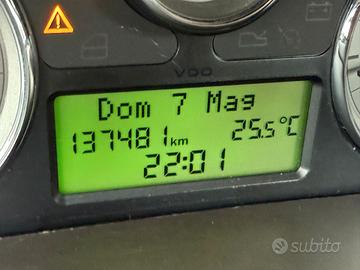 VDO
Dom 7 Mag
137481 km 25.5°C
22:01
subito